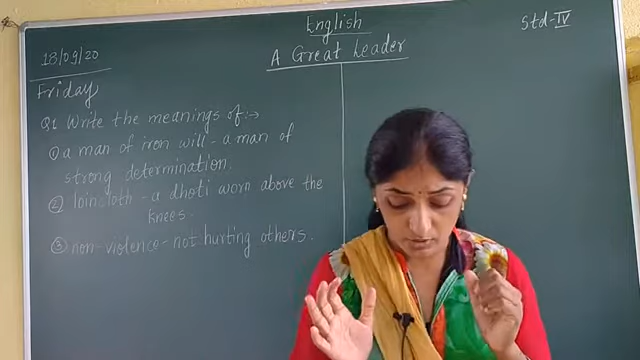 English
Std-IV
18/09/20
A Great Leader
Friday
Q1 Write the meanings of:-
① a man of iron will - a man of
strong determination.
② loincloth - a dhoti worn above the
knees.
③ non-violence - not hurting others.